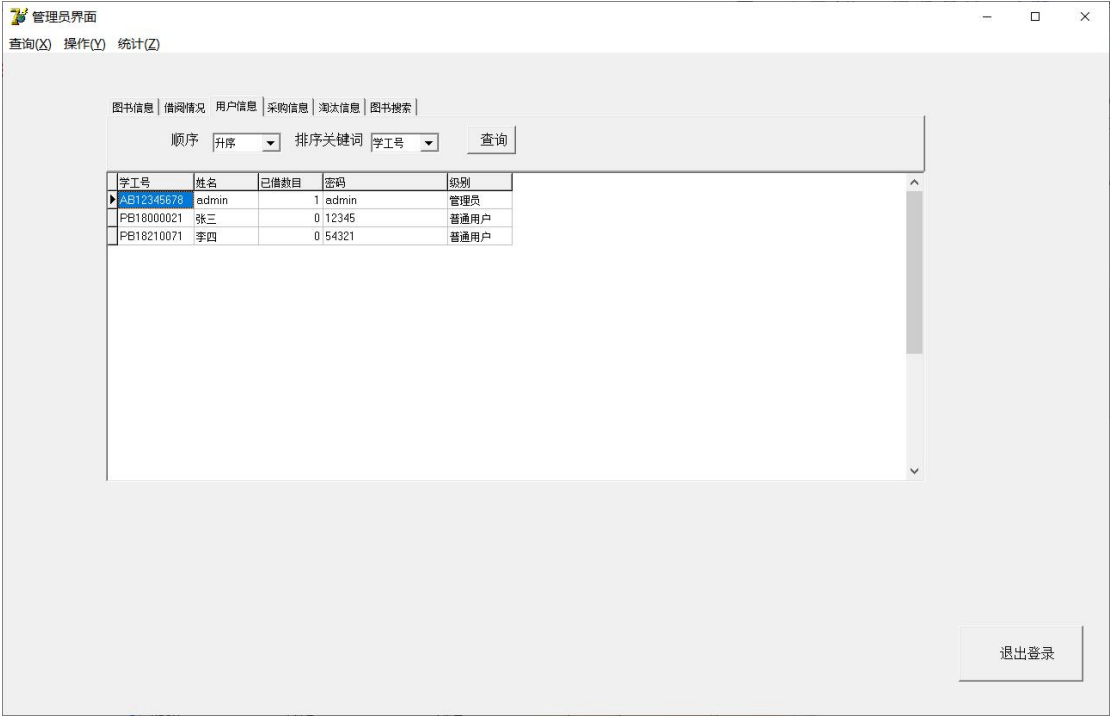 管理员界面
查询(X) 操作(Y) 统计(Z)
图书信息 借阅情况 用户信息 采购信息 淘汰信息 图书搜索
顺序 升序 排序关键词 学工号 查询
学工号 姓名 已借数目 密码 级别
AB12345678 admin 1 admin 管理员
PB18000021 张三 0 12345 普通用户
PB18210071 李四 0 54321 普通用户
退出登录